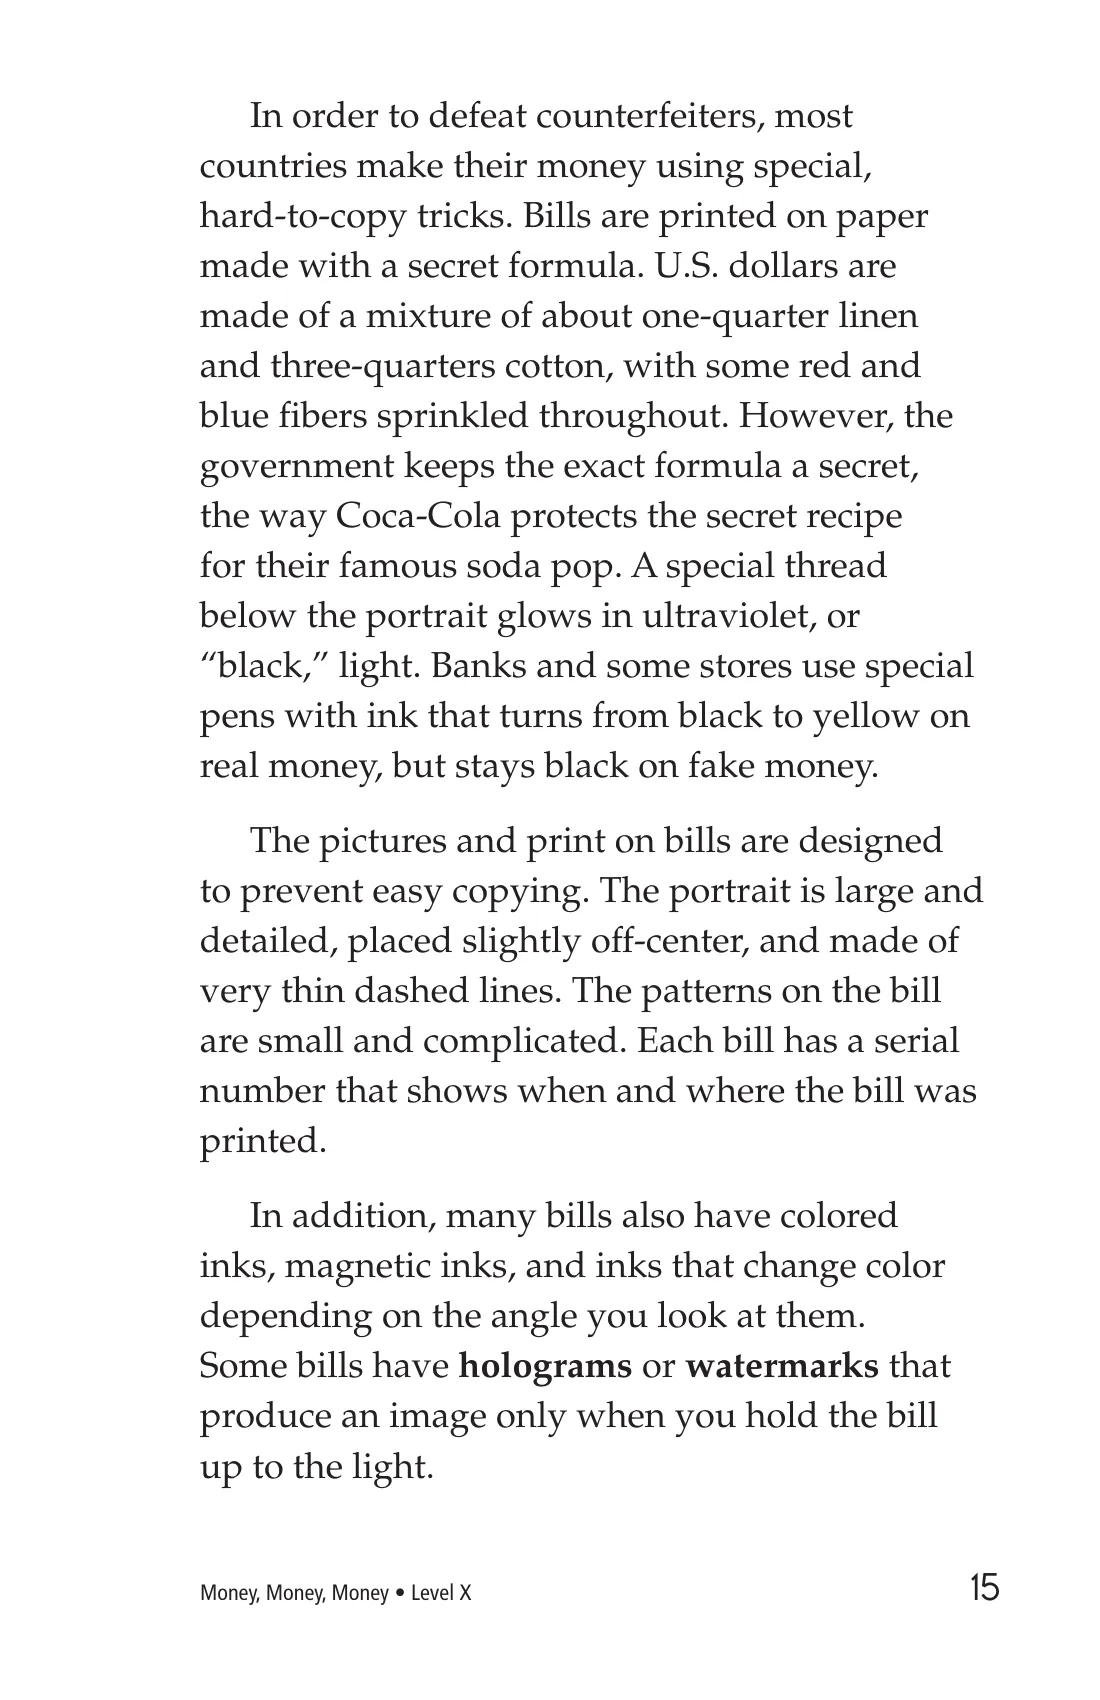 In order to defeat counterfeiters, most
countries make their money using special,
hard-to-copy tricks. Bills are printed on paper
made with a secret formula. U.S. dollars are
made of a mixture of about one-quarter linen
and three-quarters cotton, with some red and
blue fibers sprinkled throughout. However, the
government keeps the exact formula a secret,
the way Coca-Cola protects the secret recipe
for their famous soda pop. A special thread
below the portrait glows in ultraviolet, or
“black,” light. Banks and some stores use special
pens with ink that turns from black to yellow on
real money, but stays black on fake money.
The pictures and print on bills are designed
to prevent easy copying. The portrait is large and
detailed, placed slightly off-center, and made of
very thin dashed lines. The patterns on the bill
are small and complicated. Each bill has a serial
number that shows when and where the bill was
printed.
In addition, many bills also have colored
inks, magnetic inks, and inks that change color
depending on the angle you look at them.
Some bills have holograms or watermarks that
produce an image only when you hold the bill
up to the light.
Money, Money, Money • Level X
15